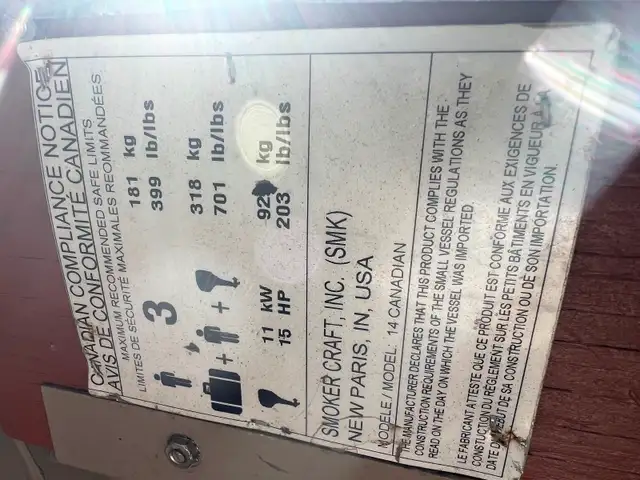 CANADIAN COMPLIANCE NOTICE
AVIS DE CONFORMITÉ CANADIEN
MAXIMUM RECOMMENDED SAFE LIMITS
LIMITES DE SÉCURITÉ MAXIMALES RECOMMANDÉES
3 181 kg
399 lb/lbs
+ + 318 kg
701 lb/lbs
11 kW 92 kg
15 HP 203 lb/lbs
SMOKER CRAFT, INC. (SMK)
NEW PARIS, IN, USA
MODELE / MODEL: 14 CANADIAN
THE MANUFACTURER DECLARES THAT THIS PRODUCT COMPLIES WITH THE
CONSTRUCTION REQUIREMENTS OF THE SMALL VESSEL REGULATIONS AS THEY
READ ON THE DAY ON WHICH THE VESSEL WAS IMPORTED.
LE FABRICANT ATTESTE QUE CE PRODUIT EST CONFORME AUX EXIGENCES DE
CONSTUCTION DU RÈGLEMENT SUR LES PETITS BÂTIMENTS EN VIGUEUR À LA
DATE DU DÉBUT DE SA CONSTRUCTION OU DE SON IMPORTATION.